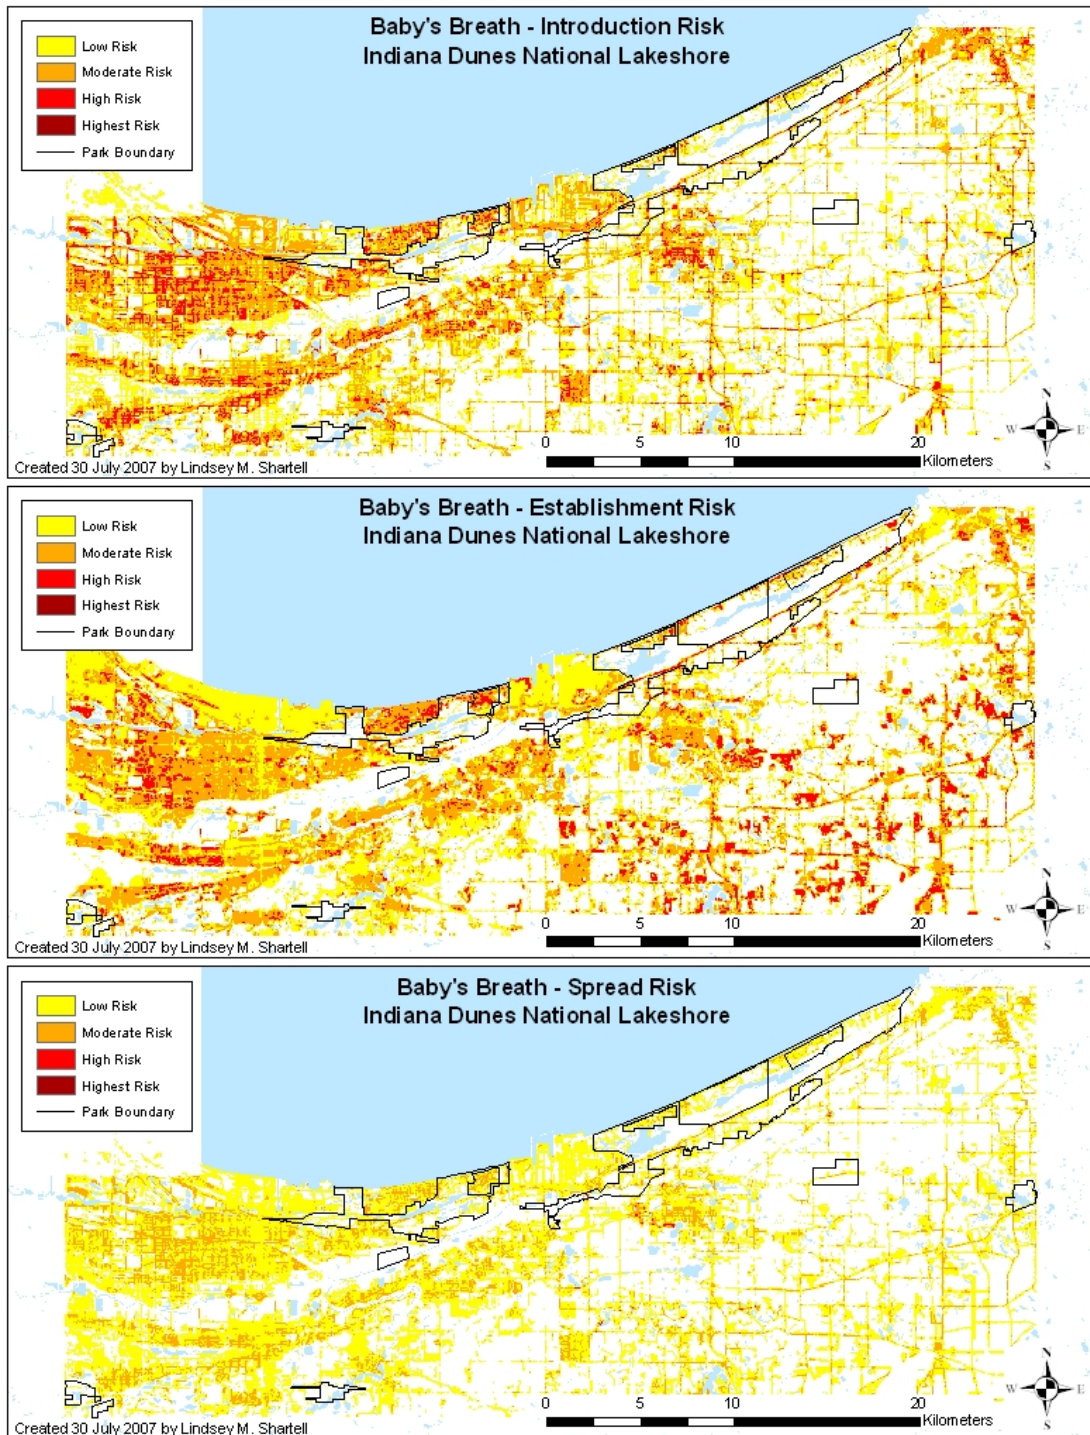 Baby's Breath - Introduction Risk
Indiana Dunes National Lakeshore
Low Risk
Moderate Risk
High Risk
Highest Risk
Park Boundary
N
W E
S
0 5 10 20
Kilometers
Created 30 July 2007 by Lindsey M. Shartell
Baby's Breath - Establishment Risk
Indiana Dunes National Lakeshore
Low Risk
Moderate Risk
High Risk
Highest Risk
Park Boundary
N
W E
S
0 5 10 20
Kilometers
Created 30 July 2007 by Lindsey M. Shartell
Baby's Breath - Spread Risk
Indiana Dunes National Lakeshore
Low Risk
Moderate Risk
High Risk
Highest Risk
Park Boundary
N
W E
S
0 5 10 20
Kilometers
Created 30 July 2007 by Lindsey M. Shartell